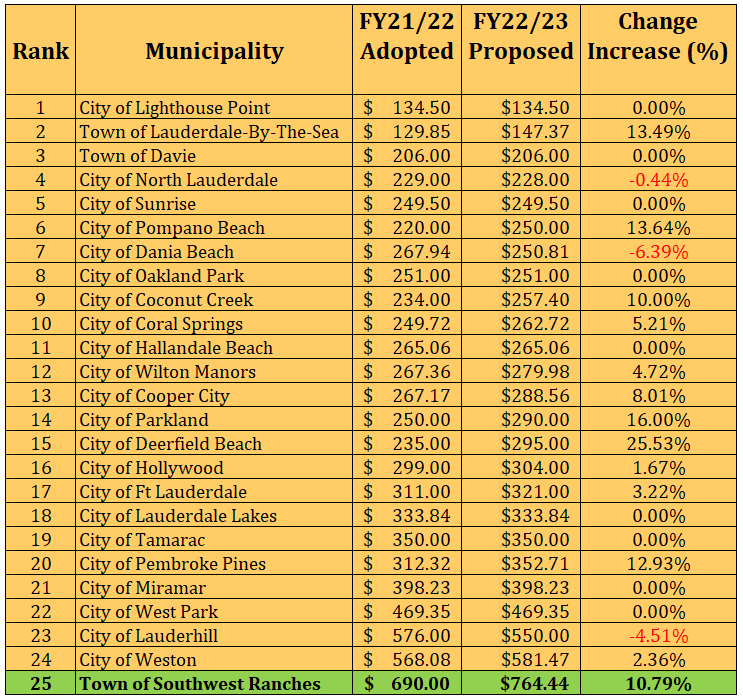 Rank Municipality FY21/22 Adopted FY22/23 Proposed Change Increase (%)
1 City of Lighthouse Point $ 134.50 $134.50 0.00%
2 Town of Lauderdale-By-The-Sea $ 129.85 $147.37 13.49%
3 Town of Davie $ 206.00 $206.00 0.00%
4 City of North Lauderdale $ 229.00 $228.00 -0.44%
5 City of Sunrise $ 249.50 $249.50 0.00%
6 City of Pompano Beach $ 220.00 $250.00 13.64%
7 City of Dania Beach $ 267.94 $250.81 -6.39%
8 City of Oakland Park $ 251.00 $251.00 0.00%
9 City of Coconut Creek $ 234.00 $257.40 10.00%
10 City of Coral Springs $ 249.72 $262.72 5.21%
11 City of Hallandale Beach $ 265.06 $265.06 0.00%
12 City of Wilton Manors $ 267.36 $279.98 4.72%
13 City of Cooper City $ 267.17 $288.56 8.01%
14 City of Parkland $ 250.00 $290.00 16.00%
15 City of Deerfield Beach $ 235.00 $295.00 25.53%
16 City of Hollywood $ 299.00 $304.00 1.67%
17 City of Ft Lauderdale $ 311.00 $321.00 3.22%
18 City of Lauderdale Lakes $ 333.84 $333.84 0.00%
19 City of Tamarac $ 350.00 $350.00 0.00%
20 City of Pembroke Pines $ 312.32 $352.71 12.93%
21 City of Miramar $ 398.23 $398.23 0.00%
22 City of West Park $ 469.35 $469.35 0.00%
23 City of Lauderhill $ 576.00 $550.00 -4.51%
24 City of Weston $ 568.08 $581.47 2.36%
25 Town of Southwest Ranches $ 690.00 $764.44 10.79%